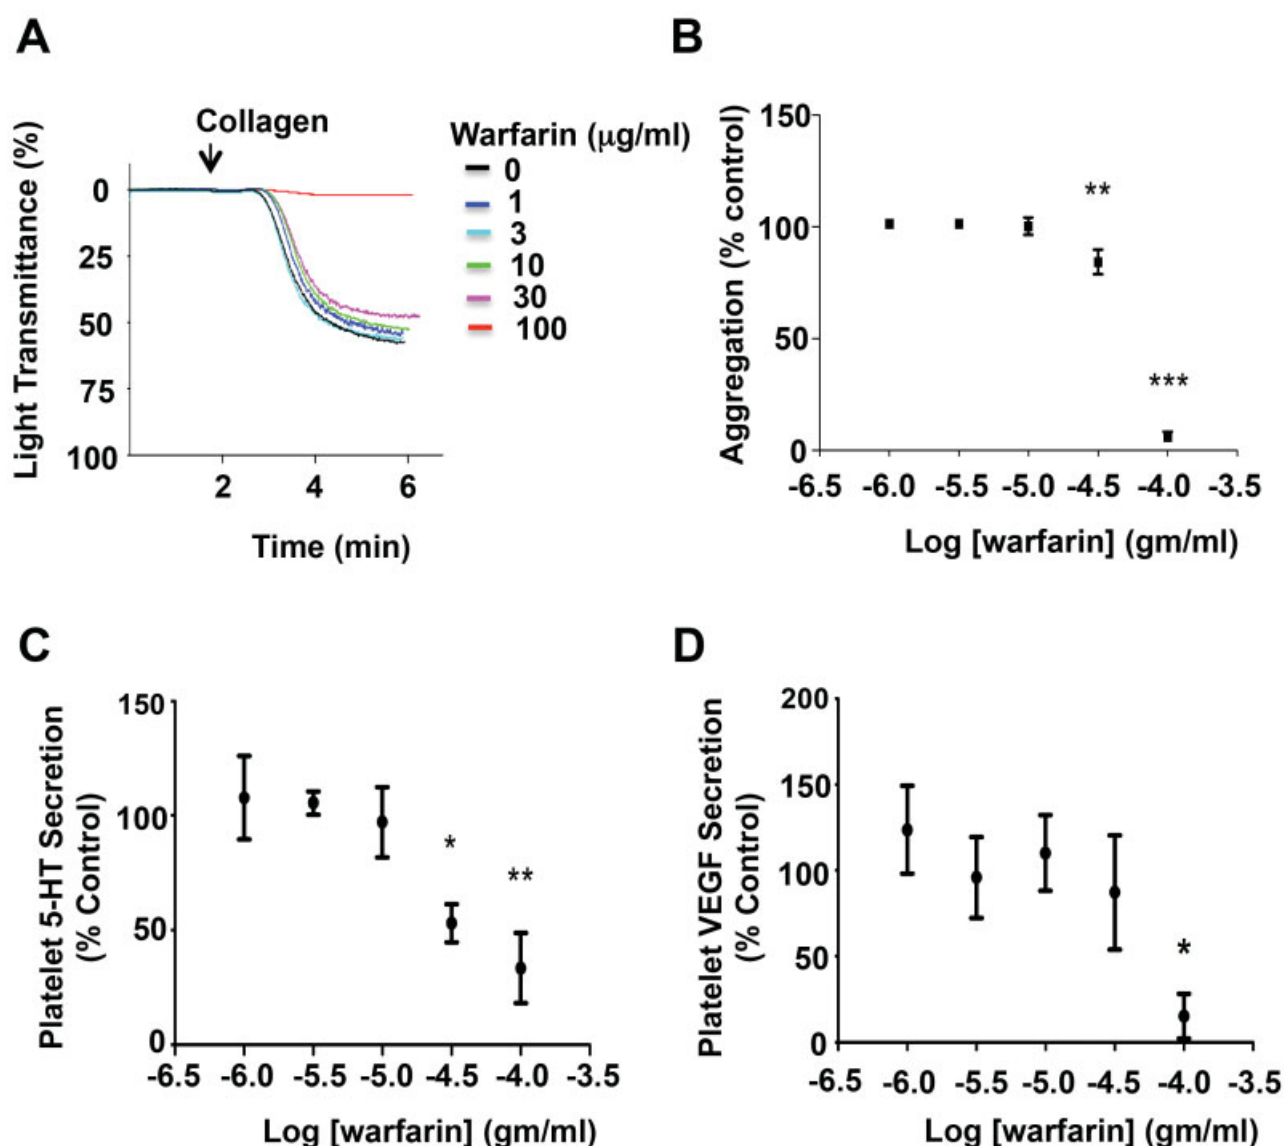 A
Collagen
Light Transmittance (%)
0
25
50
75
100
2 4 6
Time (min)
Warfarin (μg/ml)
0
1
3
10
30
100
B
Aggregation (% control)
150
100
50
0
**
***
-6.5 -6.0 -5.5 -5.0 -4.5 -4.0 -3.5
Log [warfarin] (gm/ml)
C
Platelet 5-HT Secretion
(% Control)
150
100
50
0
*
**
-6.5 -6.0 -5.5 -5.0 -4.5 -4.0 -3.5
Log [warfarin] (gm/ml)
D
Platelet VEGF Secretion
(% Control)
200
150
100
50
0
*
-6.5 -6.0 -5.5 -5.0 -4.5 -4.0 -3.5
Log [warfarin] (gm/ml)